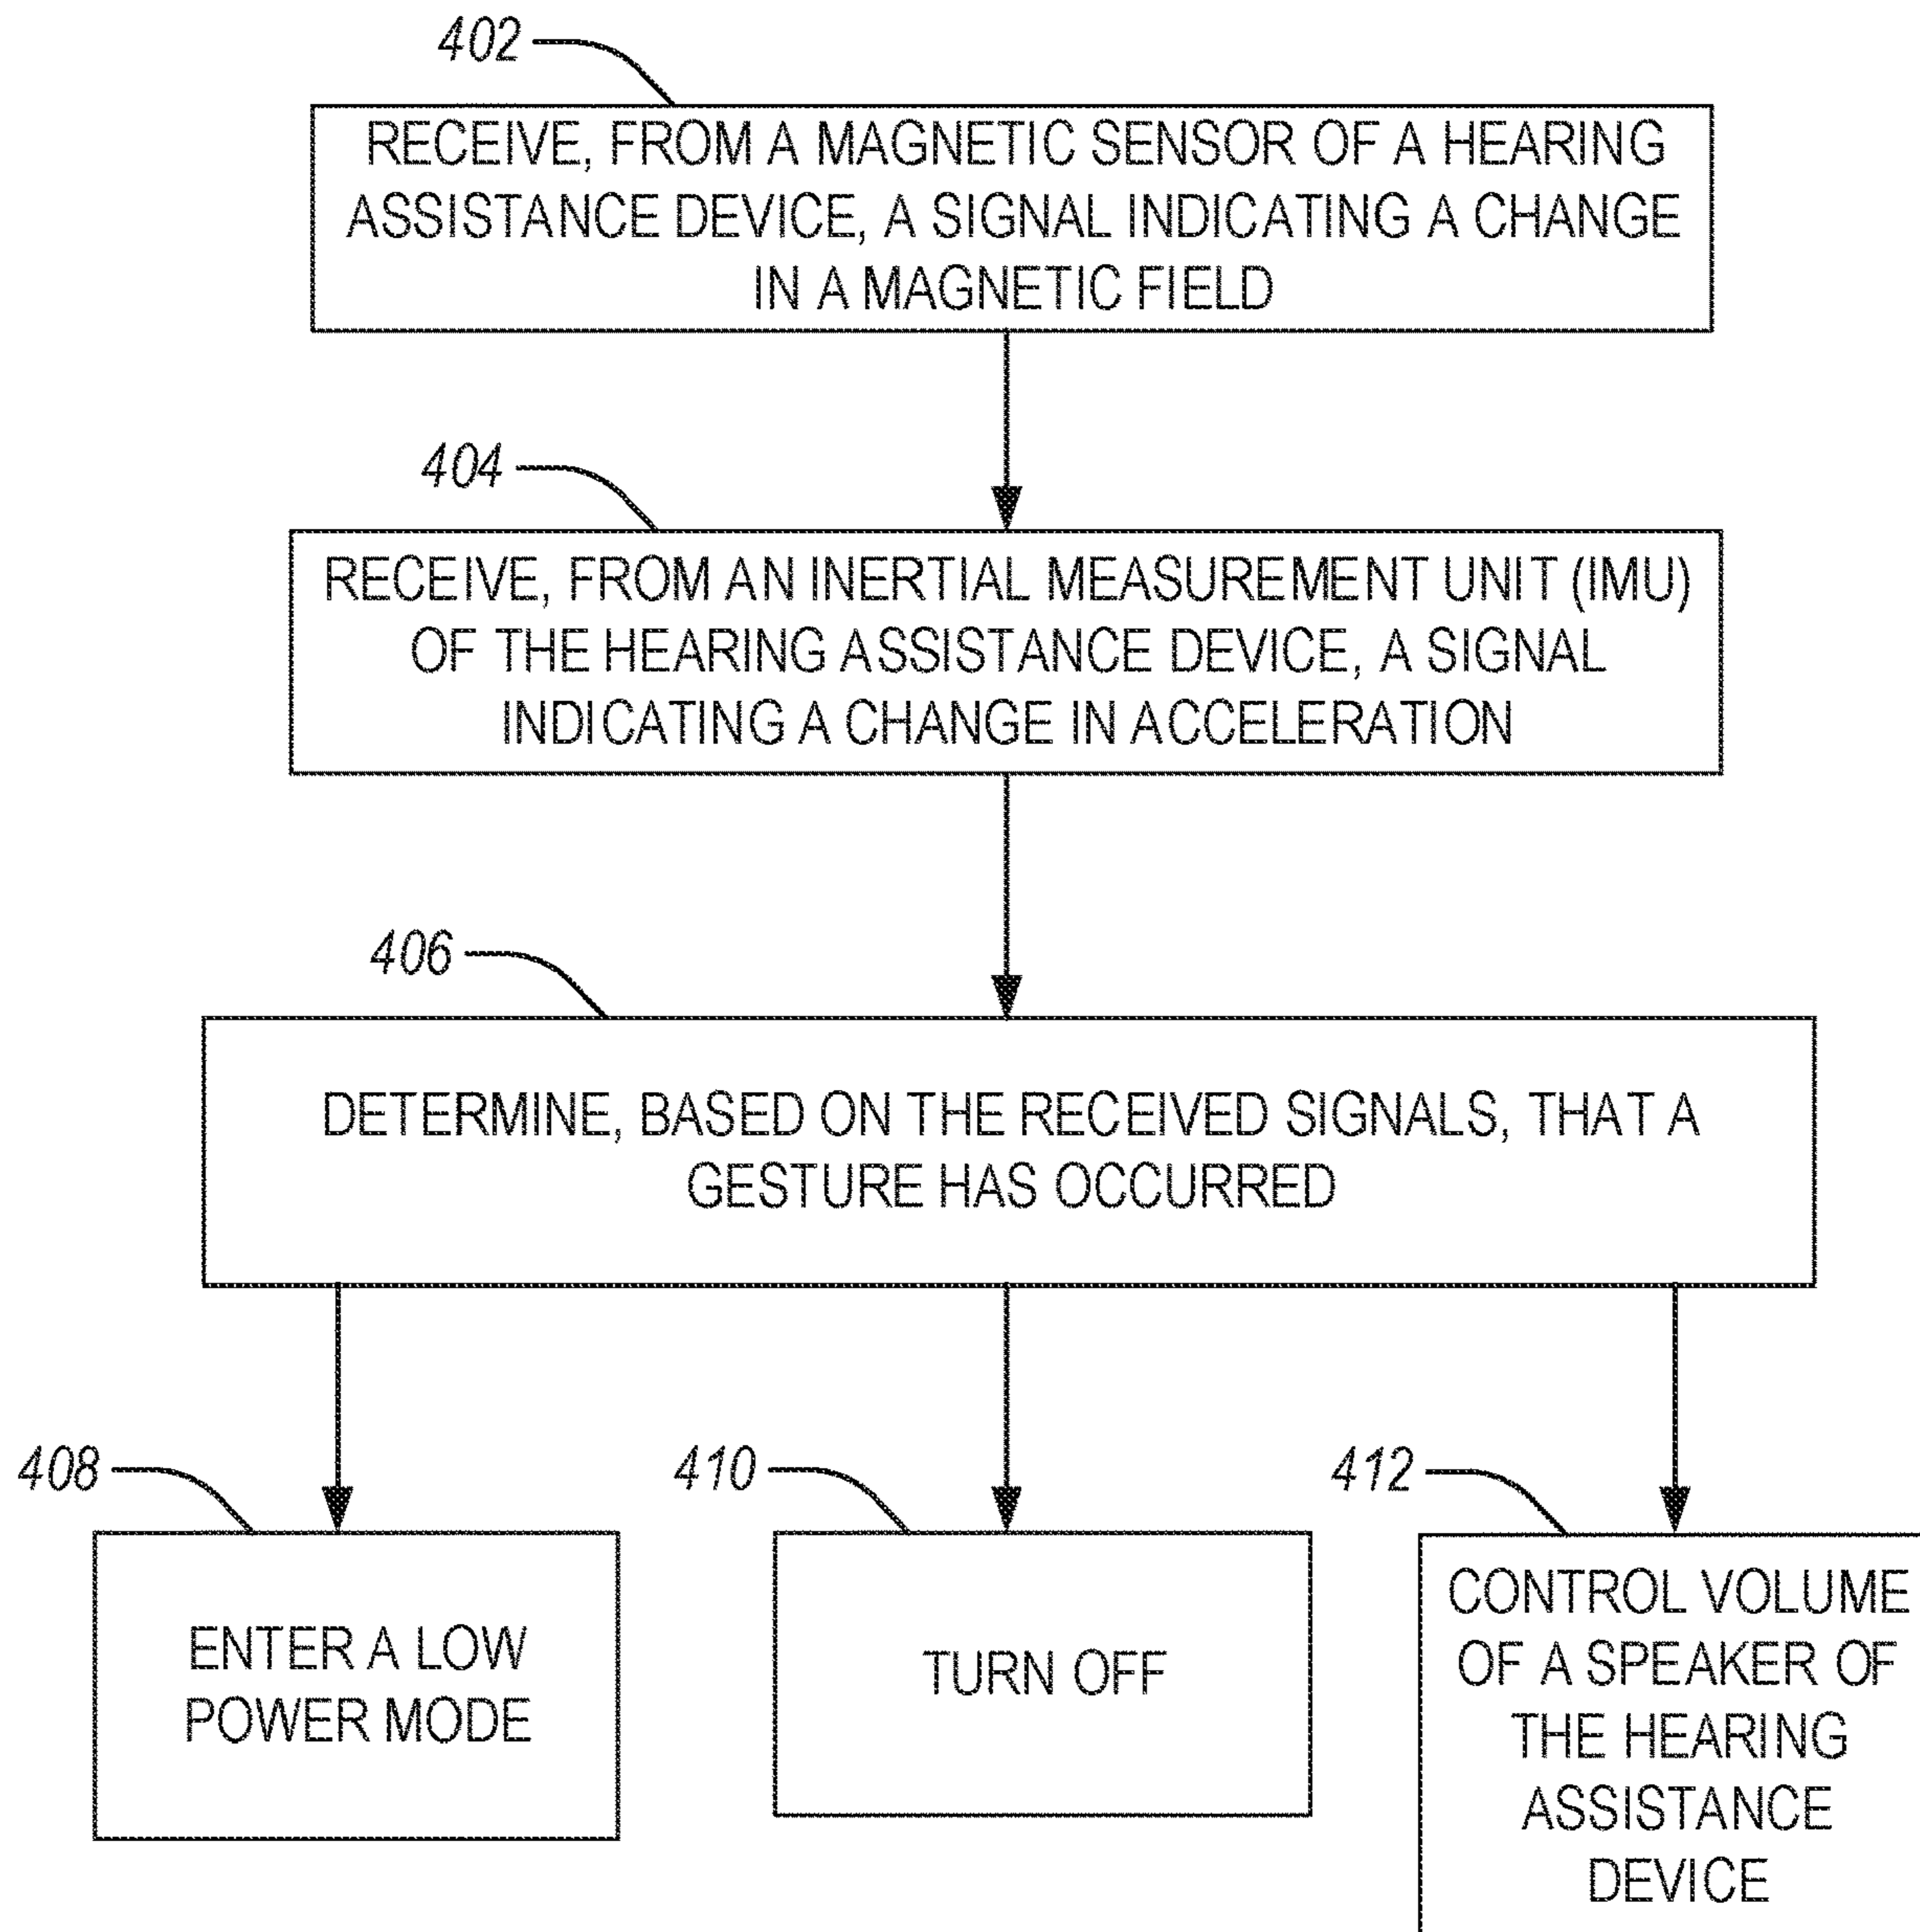 402
RECEIVE, FROM A MAGNETIC SENSOR OF A HEARING
ASSISTANCE DEVICE, A SIGNAL INDICATING A CHANGE
IN A MAGNETIC FIELD
404
RECEIVE, FROM AN INERTIAL MEASUREMENT UNIT (IMU)
OF THE HEARING ASSISTANCE DEVICE, A SIGNAL
INDICATING A CHANGE IN ACCELERATION
406
DETERMINE, BASED ON THE RECEIVED SIGNALS, THAT A
GESTURE HAS OCCURRED
408
ENTER A LOW
POWER MODE
410
TURN OFF
412
CONTROL VOLUME
OF A SPEAKER OF
THE HEARING
ASSISTANCE
DEVICE